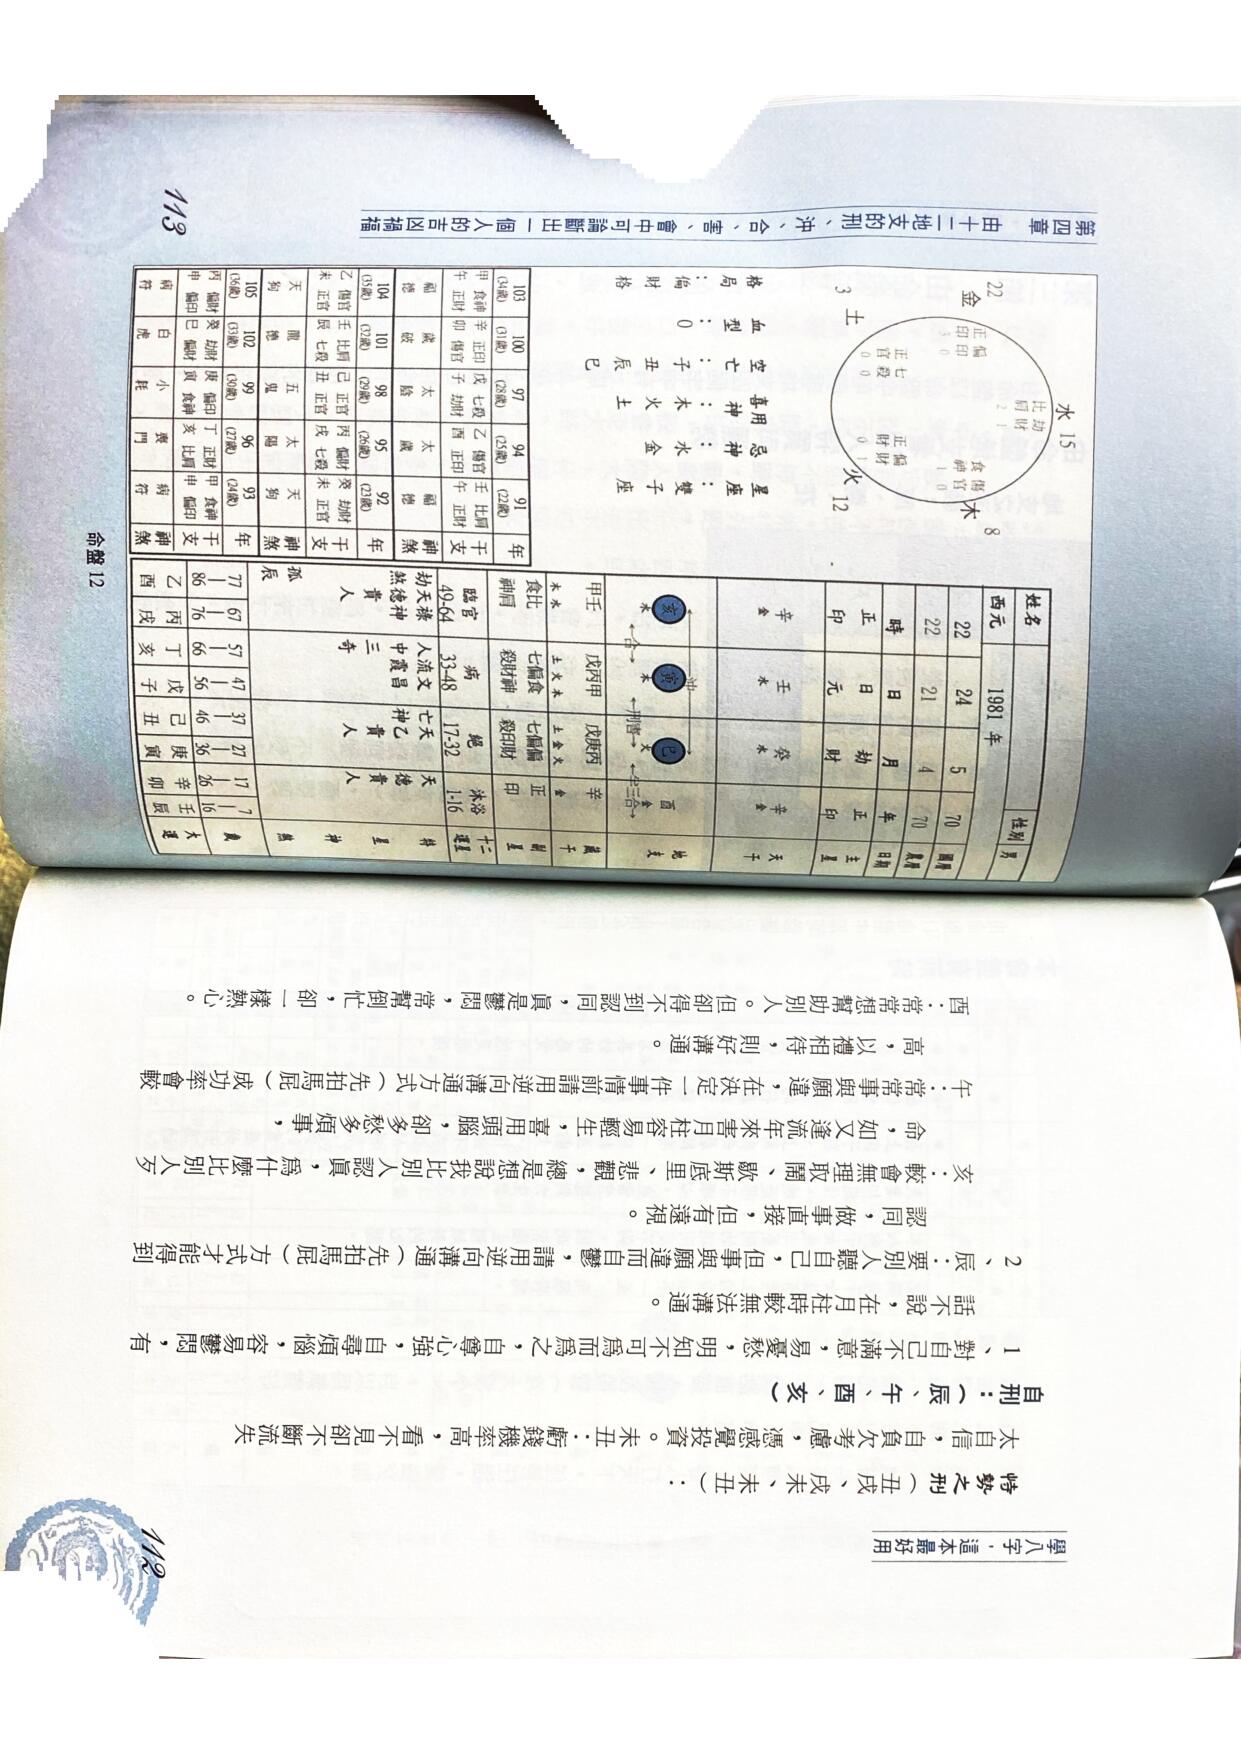 學八字，這本最好用
特勢之刑（丑戌、戌未、未丑）：
太自信，自負欠考慮，憑感覺投資。未丑：虧錢機率高，看不見卻不斷流失
自刑：（辰、午、酉、亥）
1、對自己不滿意，易憂愁，明知不可爲而爲之，自尊心強，自尋煩惱，容易鬱悶，有
話不說，在月柱時較無法溝通。
2、辰：要別人聽自己，但事與願違而自鬱，請用逆向溝通（先拍馬屁）方式才能得到
認同，做事直接，但有遠視。
亥：較會無理取鬧、歇斯底里、悲觀，總是想說我比別人認眞，爲什麼比別人歹
命，如又逢流年來害月柱容易輕生，喜用頭腦，卻多愁多煩事，
午：常常事與願違，在決定一件事情前請用逆向溝通方式（先拍馬屁）成功率會較
高，以禮相待，則好溝通。
酉：常常想幫助別人。但卻得不到認同，眞是鬱悶，常幫倒忙，卻一樣熱心。
112
姓名 性別 男
西元 1981 年
22 24 5 70 國曆
22 21 4 70 農曆
時 日 月 年 日期
正印 日元 劫財 正印 主星
辛金 壬水 癸水 辛金 天干
沖
亥水 寅木 巳火 酉金 地支
合 刑害 半三合
甲壬 戊丙甲 戊庚丙 辛 藏干
木水 土火木 土金火 金
食神 比肩 七殺 偏財 食神 七殺 偏印 偏財 正印 副星
臨官 病 絕 沐浴 十二運星
49-64 33-48 17-32 1-16
劫煞 天德貴人 祿神 孤辰 人中三奇 流霞 文昌 亡神 天乙貴人 天德貴人 特星神煞
77–86 67–76 57–66 47–56 37–46 27–36 17–26 7–16 歲
乙酉 丙戌 丁亥 戊子 己丑 庚寅 辛卯 壬辰 大運
水 15
劫財 1
比肩 2
8 木
傷官 0
食神 1
火 12
偏財 1
正財 0
土 3
七殺 0
正官 0
22 金
偏印 0
正印 3
星座：雙子座
忌神：水金
喜用神：木火土
空亡：子丑辰巳
血型：O
格局：偏財格
103 100 97 94 91 年
(34歲) (31歲) (28歲) (25歲) (22歲)
甲 食神 辛 正印 戊 七殺 乙 傷官 壬 比肩 干
午 正財 卯 傷官 子 劫財 酉 正印 午 正財 支
福德 歲破 太陰 太歲 福德 神煞
104 101 98 95 92 年
(35歲) (32歲) (29歲) (26歲) (23歲)
乙 傷官 壬 比肩 己 正官 丙 偏財 癸 劫財 干
未 正官 辰 七殺 丑 正官 戌 七殺 未 正官 支
天狗 龍德 五鬼 太陽 天狗 神煞
105 102 99 96 93 年
(36歲) (33歲) (30歲) (27歲) (24歲)
丙 偏財 癸 劫財 庚 偏印 丁 正財 甲 食神 干
申 偏印 巳 偏財 寅 食神 亥 比肩 申 偏印 支
病符 白虎 小耗 喪門 病符 神煞
命盤 12
第四章 由十二地支的刑、沖、合、害、會中可論斷出一個人的吉凶禍福
113